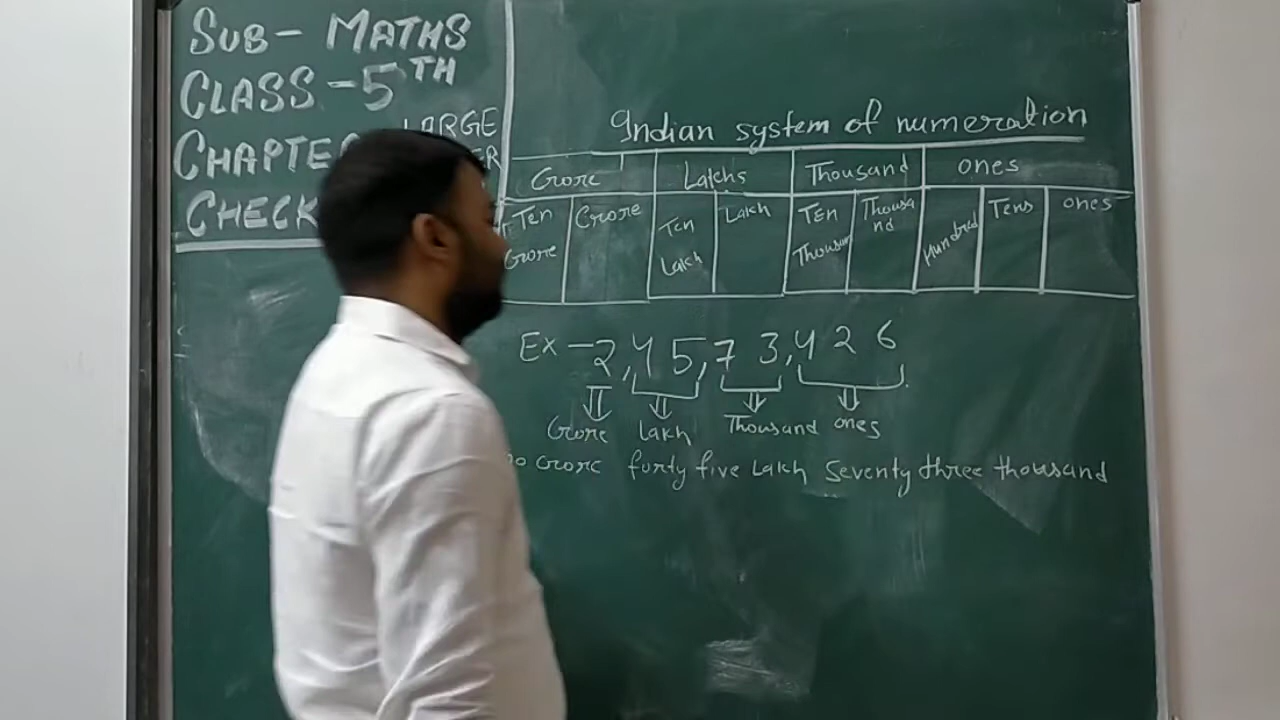 SUB- MATHS
CLASS-5TH
LARGE
CHECK
Indian system of numeration
Crore Lakhs Thousand ones
Ten Crore Crore Ten Lakh Lakh TEN Thousand Thousand Hundred Tens ones
Ex - 2,45,73,426
Crore Lakh Thousand ones
crore forty five Lakh Seventy three thousand